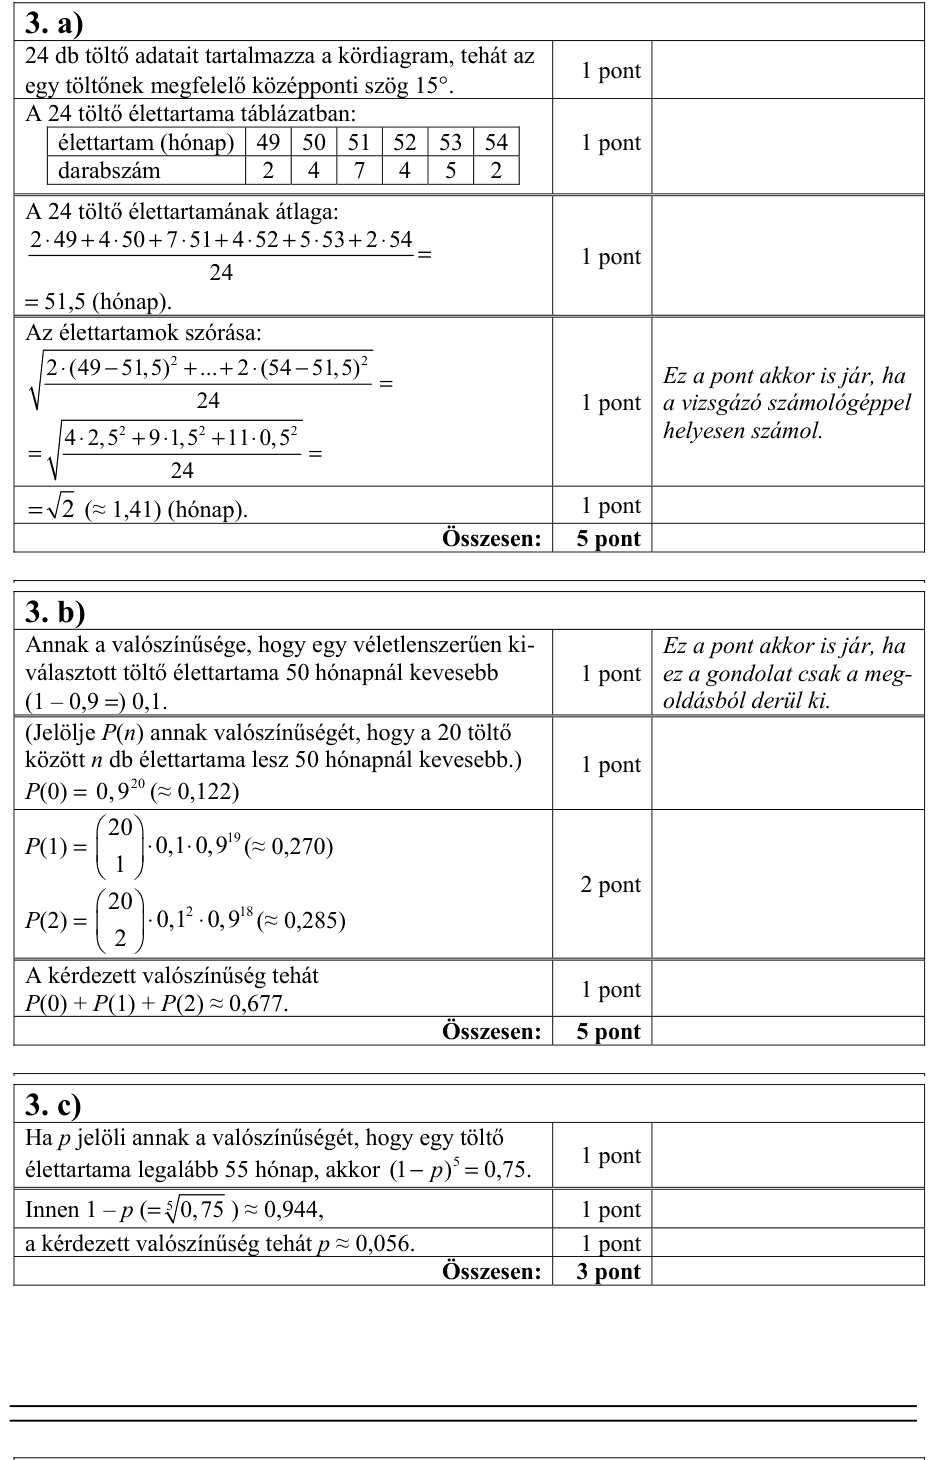 3. a)
24 db töltő adatait tartalmazza a kördiagram, tehát az
egy töltőnek megfelelő középponti szög 15°.
1 pont
A 24 töltő élettartama táblázatban:
élettartam (hónap) 49 50 51 52 53 54
darabszám 2 4 7 4 5 2
1 pont
A 24 töltő élettartamának átlaga:
(2·49+4·50+7·51+4·52+5·53+2·54)/24 =
= 51,5 (hónap).
1 pont
Az élettartamok szórása:
√((2·(49−51,5)²+...+2·(54−51,5)²)/24) =
= √((4·2,5²+9·1,5²+11·0,5²)/24) =
1 pont
Ez a pont akkor is jár, ha
a vizsgázó számológéppel
helyesen számol.
= √2 (≈ 1,41) (hónap).
1 pont
Összesen: 5 pont
3. b)
Annak a valószínűsége, hogy egy véletlenszerűen ki-
választott töltő élettartama 50 hónapnál kevesebb
(1 – 0,9 =) 0,1.
1 pont
Ez a pont akkor is jár, ha
ez a gondolat csak a meg-
oldásból derül ki.
(Jelölje P(n) annak valószínűségét, hogy a 20 töltő
között n db élettartama lesz 50 hónapnál kevesebb.)
P(0) = 0,9²⁰ (≈ 0,122)
1 pont
P(1) = (20 1)·0,1·0,9¹⁹ (≈ 0,270)
P(2) = (20 2)·0,1²·0,9¹⁸ (≈ 0,285)
2 pont
A kérdezett valószínűség tehát
P(0) + P(1) + P(2) ≈ 0,677.
1 pont
Összesen: 5 pont
3. c)
Ha p jelöli annak a valószínűségét, hogy egy töltő
élettartama legalább 55 hónap, akkor (1− p)⁵ = 0,75.
1 pont
Innen 1 – p (= ⁵√0,75 ) ≈ 0,944,
1 pont
a kérdezett valószínűség tehát p ≈ 0,056.
1 pont
Összesen: 3 pont